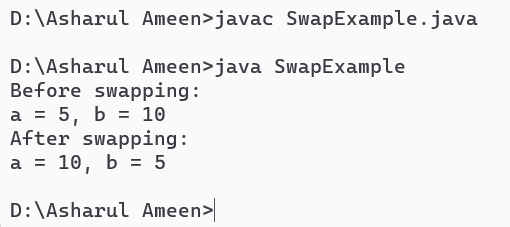 D:\Asharul Ameen>javac SwapExample.java
D:\Asharul Ameen>java SwapExample
Before swapping:
a = 5, b = 10
After swapping:
a = 10, b = 5
D:\Asharul Ameen>